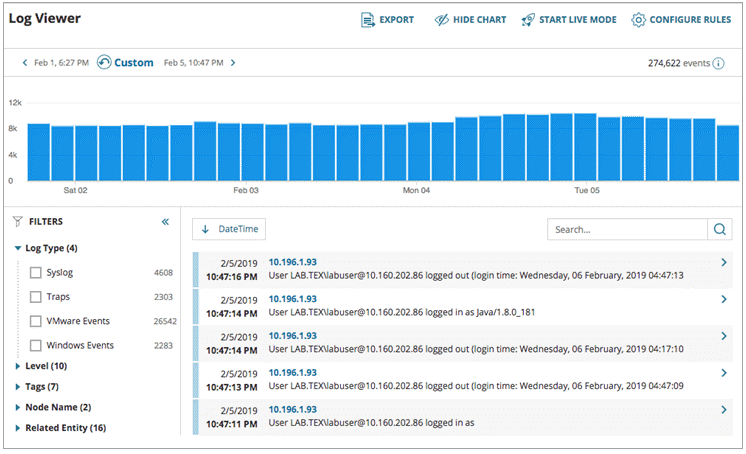 Log Viewer
EXPORT
HIDE CHART
START LIVE MODE
CONFIGURE RULES
Feb 1, 6:27 PM
Custom
Feb 5, 10:47 PM
274,622 events
12k
8k
4k
0
Sat 02
Feb 03
Mon 04
Tue 05
FILTERS
Log Type (4)
Syslog 4608
Traps 2303
VMware Events 26542
Windows Events 2283
Level (10)
Tags (7)
Node Name (2)
Related Entity (16)
DateTime
Search...
2/5/2019 10.196.1.93
10:47:16 PM User LAB.TEX\labuser@10.160.202.86 logged out (login time: Wednesday, 06 February, 2019 04:47:13
2/5/2019 10.196.1.93
10:47:14 PM User LAB.TEX\labuser@10.160.202.86 logged in as Java/1.8.0_181
2/5/2019 10.196.1.93
10:47:14 PM User LAB.TEX\labuser@10.160.202.86 logged out (login time: Wednesday, 06 February, 2019 04:17:10
2/5/2019 10.196.1.93
10:47:13 PM User LAB.TEX\labuser@10.160.202.86 logged out (login time: Wednesday, 06 February, 2019 04:47:09
2/5/2019 10.196.1.93
10:47:11 PM User LAB.TEX\labuser@10.160.202.86 logged in as